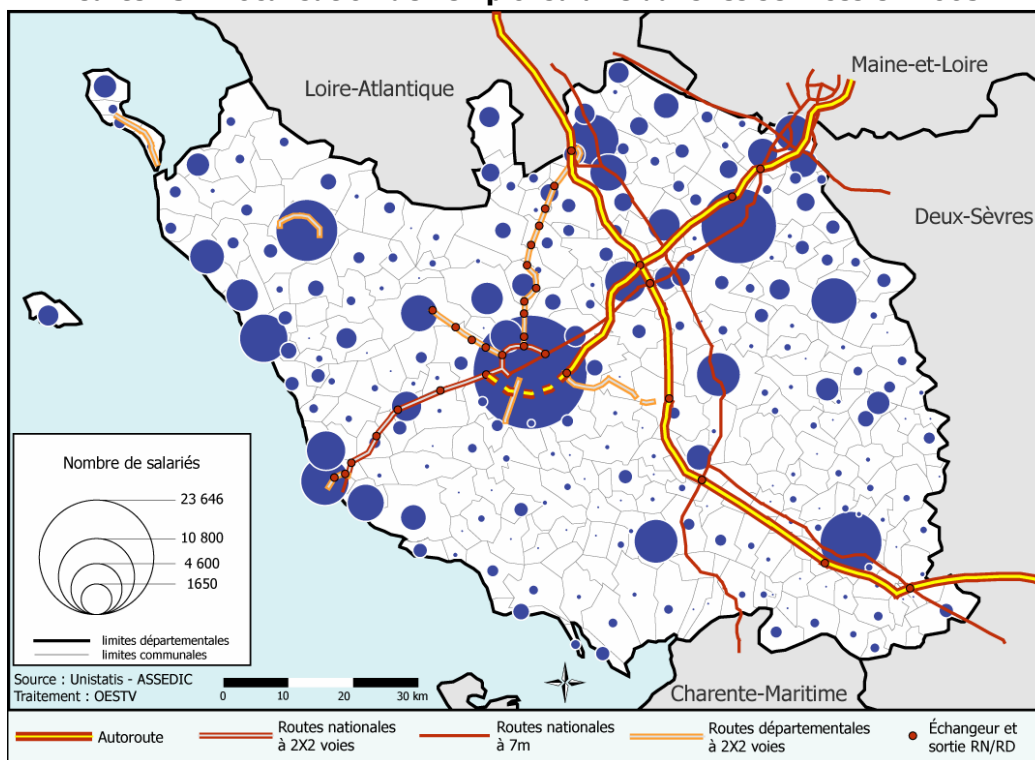 Loire-Atlantique
Maine-et-Loire
Deux-Sèvres
Nombre de salariés
23 646
10 800
4 600
1650
limites départementales
limites communales
Source : Unistatis - ASSEDIC
Traitement : OESTV
0 10 20 30 km
Charente-Maritime
Autoroute
Routes nationales
à 2X2 voies
Routes nationales
à 7m
Routes départementales
à 2X2 voies
Échangeur et
sortie RN/RD